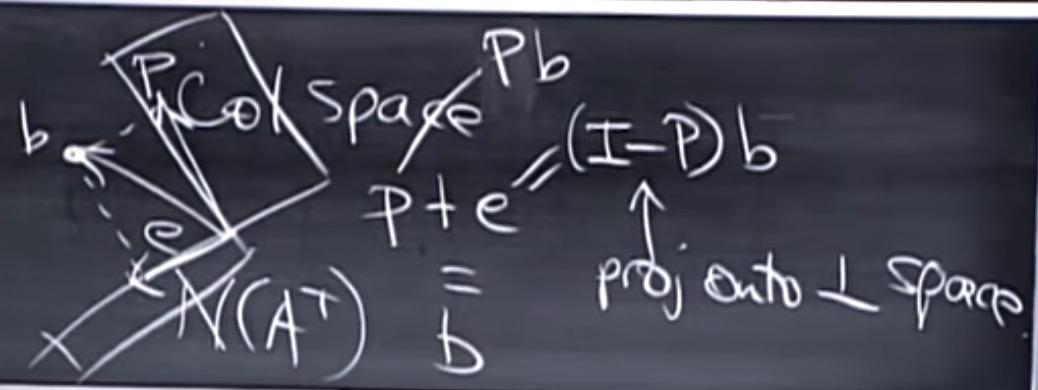 b
p
Col space
Pb
p + e = (I-P)b
e
N(A^T)
=
b
proj onto ⊥ space